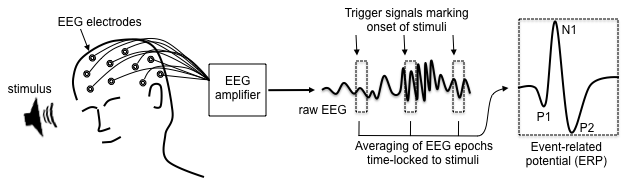 EEG electrodes
stimulus
EEG
amplifier
Trigger signals marking
onset of stimuli
raw EEG
Averaging of EEG epochs
time-locked to stimuli
N1
P1
P2
Event-related
potential (ERP)